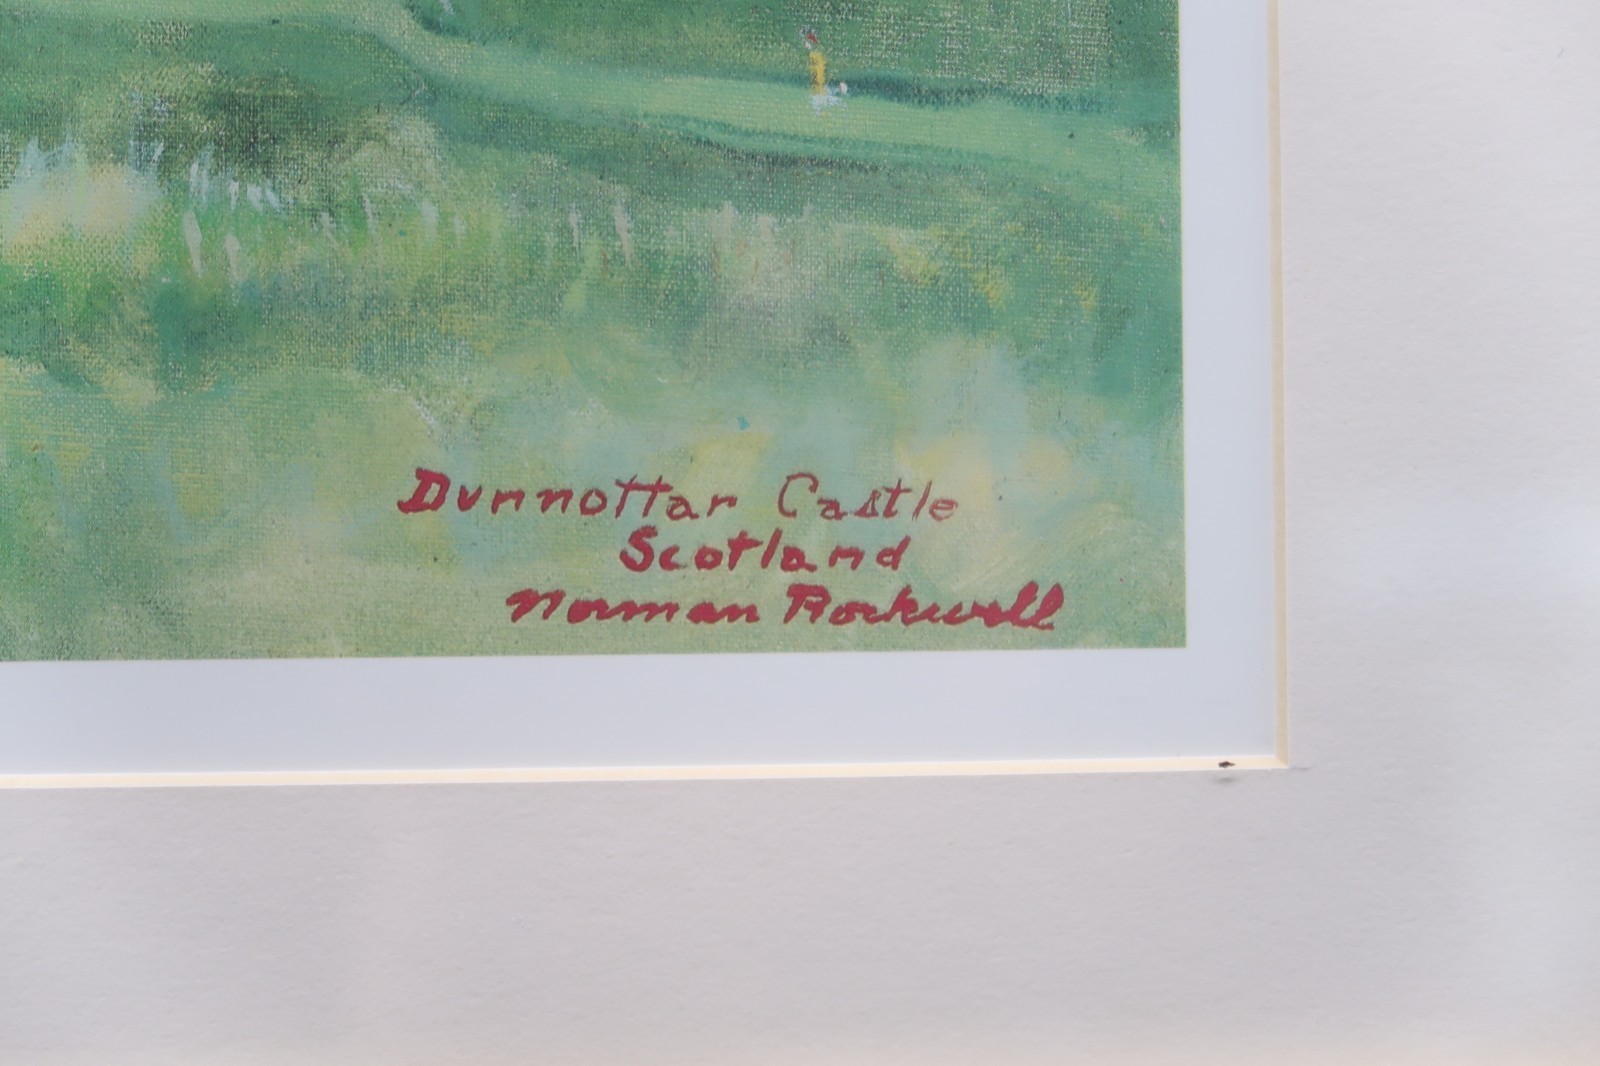 Dunnottar Castle
Scotland
Norman Rockwell